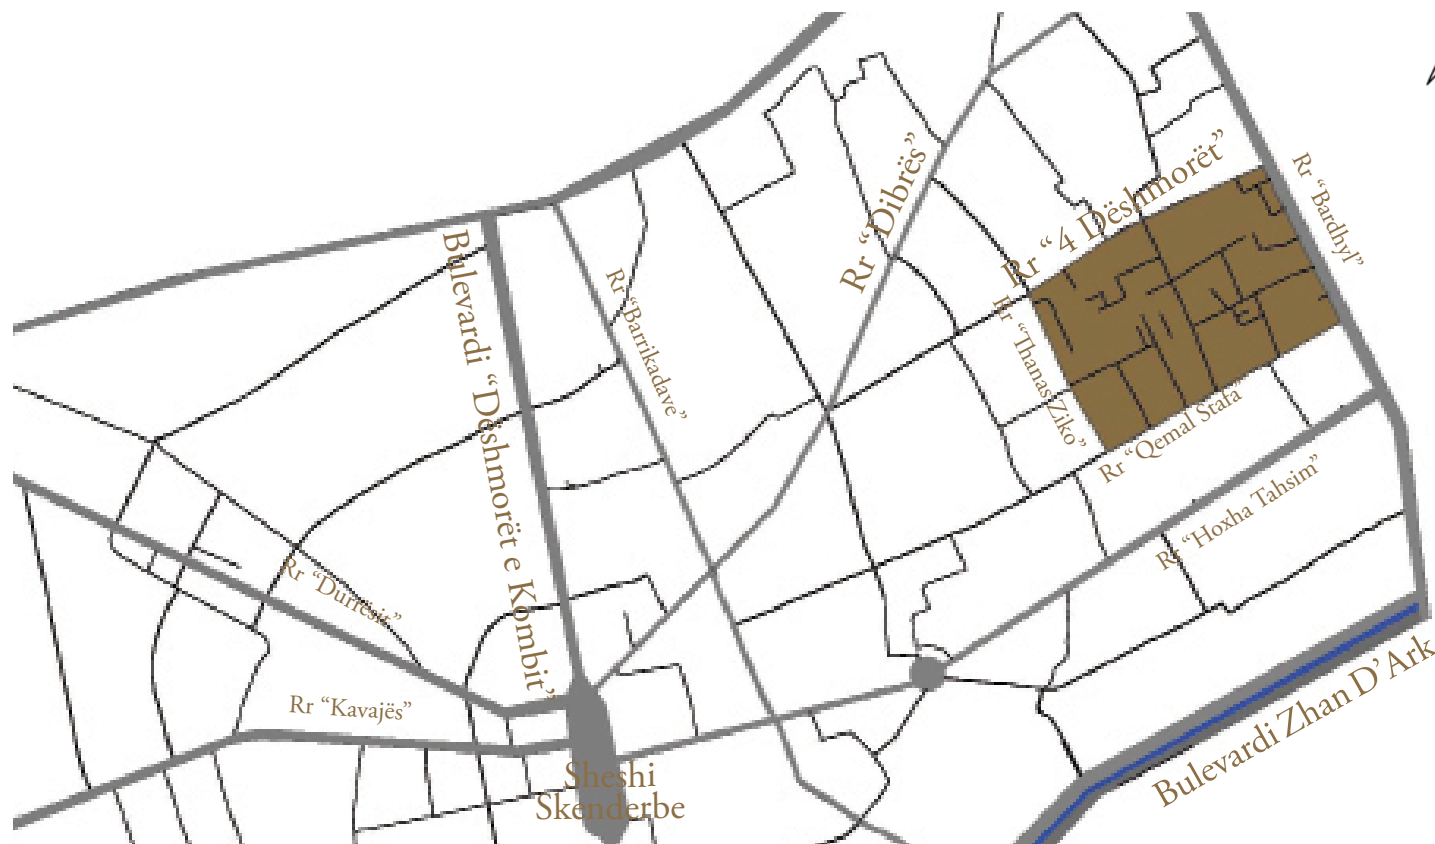 Rr “Dibrës”
Rr “4 Dëshmorët”
Rr “Bardhyl”
Bulevardi “Dëshmorët e Kombit”
Rr “Barrikadave”
Rr “Thanas Ziko”
Rr “Qemal Stafa”
Rr “Hoxha Tahsim”
Rr “Durrësit”
Rr “Kavajës”
Bulevardi Zhan D’Ark
Sheshi
Skenderbe